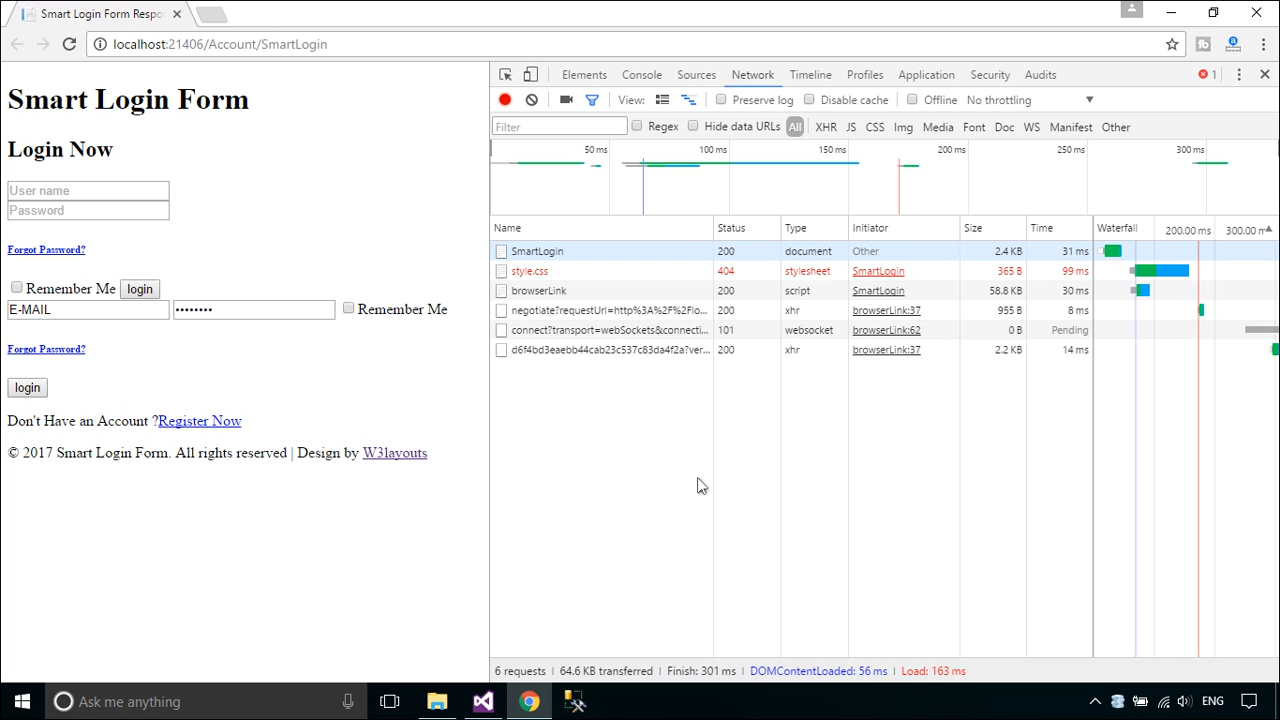 Smart Login Form Respo
localhost:21406/Account/SmartLogin
Smart Login Form
Login Now
User name
Password
Forgot Password?
Remember Me login
E-MAIL •••••••• Remember Me
Forgot Password?
login
Don't Have an Account ?Register Now
© 2017 Smart Login Form. All rights reserved | Design by W3layouts
Elements Console Sources Network Timeline Profiles Application Security Audits 1
View: Preserve log Disable cache Offline No throttling
Filter Regex Hide data URLs All XHR JS CSS Img Media Font Doc WS Manifest Other
50 ms 100 ms 150 ms 200 ms 250 ms 300 ms
Name Status Type Initiator Size Time Waterfall 200.00 ms 300.00 m
SmartLogin 200 document Other 2.4 KB 31 ms
style.css 404 stylesheet SmartLogin 365 B 99 ms
browserLink 200 script SmartLogin 58.8 KB 30 ms
negotiate?requestUrl=http%3A%2F%2Flo... 200 xhr browserLink:37 955 B 8 ms
connect?transport=webSockets&connecti... 101 websocket browserLink:62 0 B Pending
d6f4bd3eaebb44cab23c537c83da4f2a?ver... 200 xhr browserLink:37 2.2 KB 14 ms
6 requests | 64.6 KB transferred | Finish: 301 ms | DOMContentLoaded: 56 ms | Load: 163 ms
Ask me anything
ENG